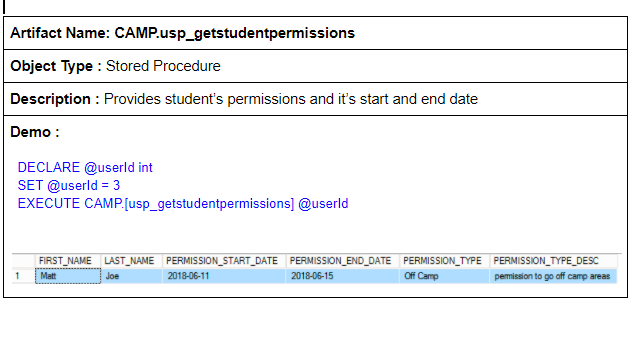 Artifact Name: CAMP.usp_getstudentpermissions
Object Type : Stored Procedure
Description : Provides student’s permissions and it’s start and end date
Demo :
DECLARE @userId int
SET @userId = 3
EXECUTE CAMP.[usp_getstudentpermissions] @userId
FIRST_NAME LAST_NAME PERMISSION_START_DATE PERMISSION_END_DATE PERMISSION_TYPE PERMISSION_TYPE_DESC
1 Matt Joe 2018-06-11 2018-06-15 Off Camp permission to go off camp areas